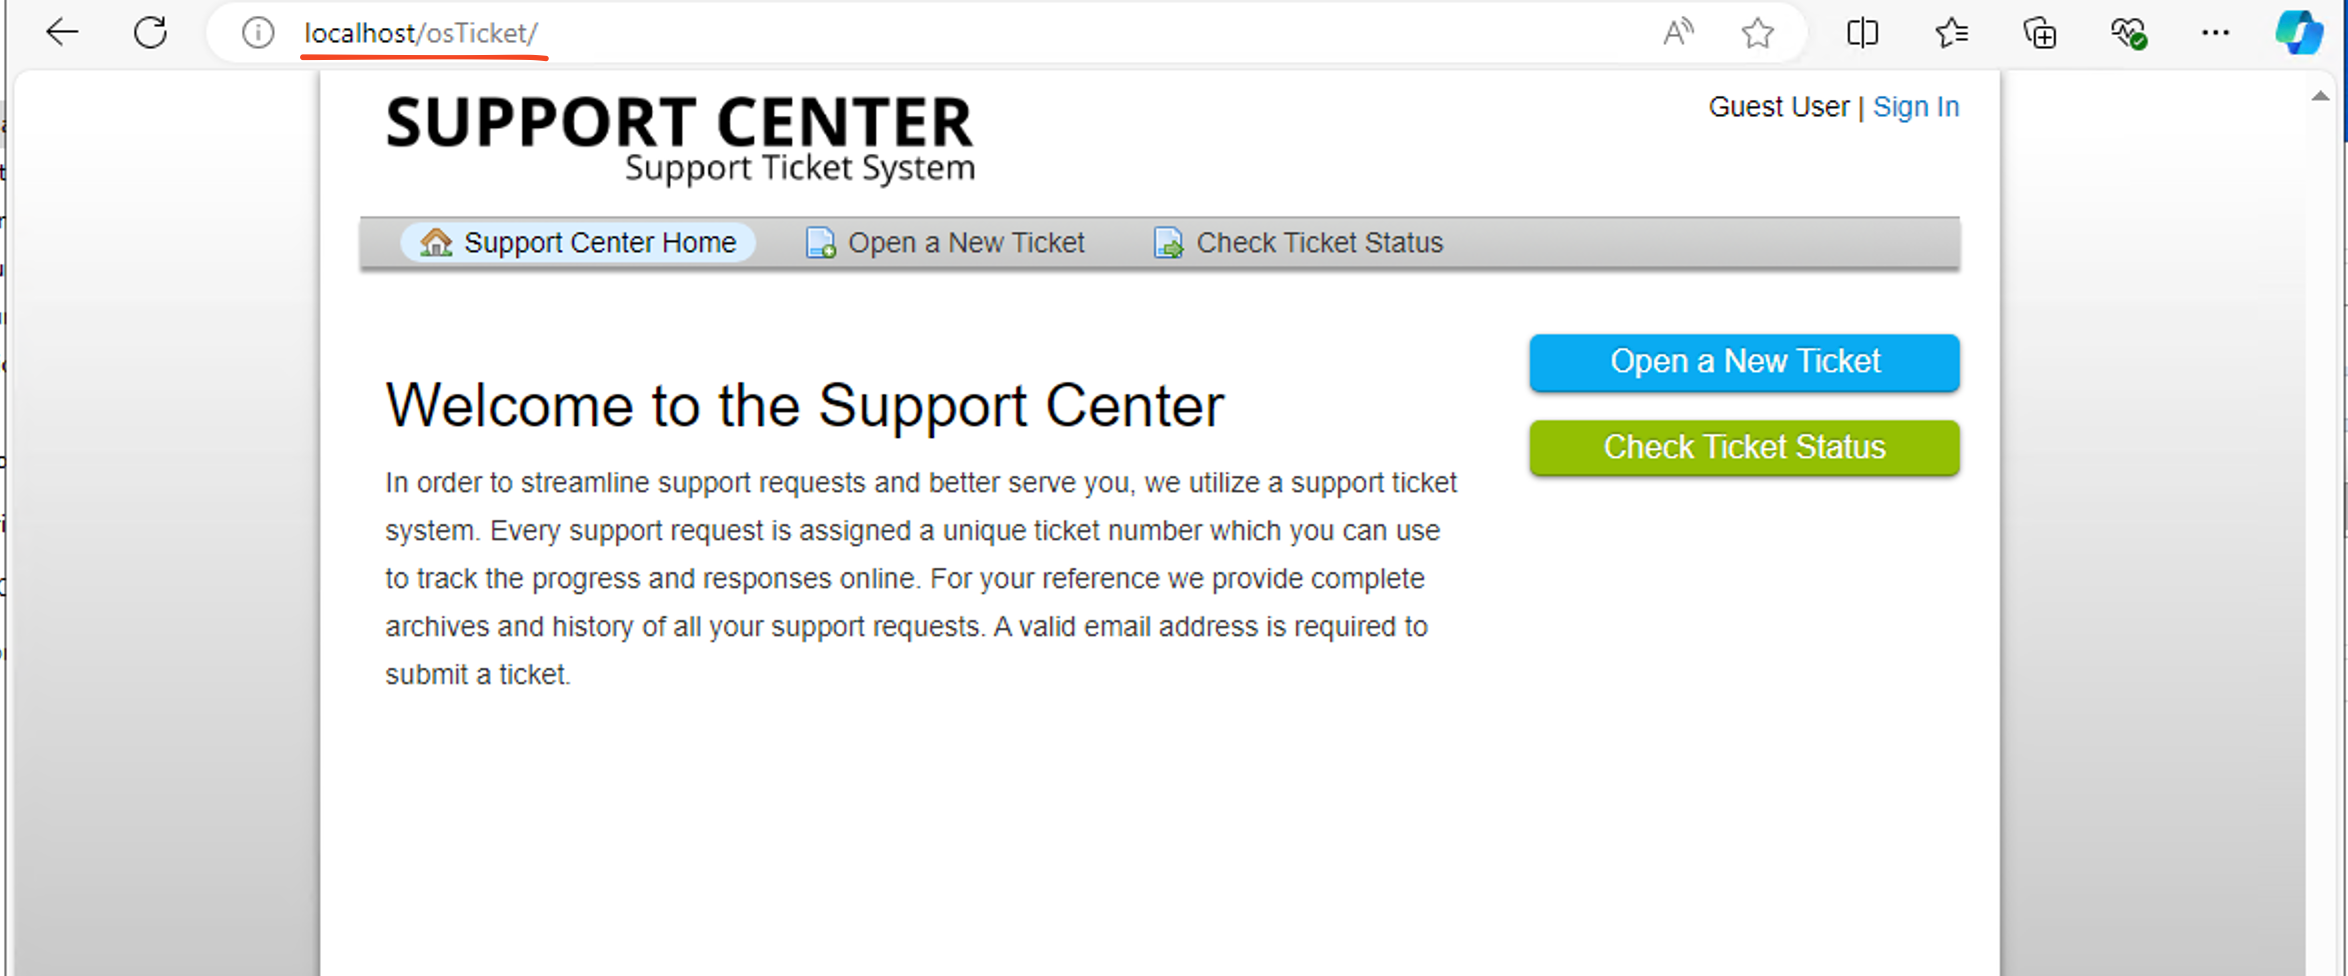 localhost/osTicket/
SUPPORT CENTER
Support Ticket System
Guest User | Sign In
Support Center Home
Open a New Ticket
Check Ticket Status
Open a New Ticket
Check Ticket Status
Welcome to the Support Center
In order to streamline support requests and better serve you, we utilize a support ticket
system. Every support request is assigned a unique ticket number which you can use
to track the progress and responses online. For your reference we provide complete
archives and history of all your support requests. A valid email address is required to
submit a ticket.